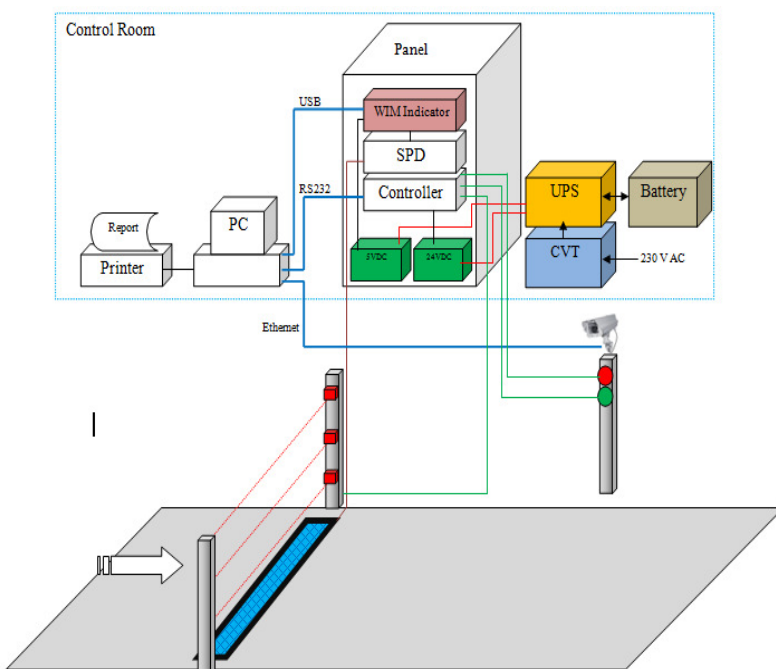 Control Room
Panel
USB
WIM Indicator
SPD
RS232
Controller
UPS
Battery
Report
PC
Printer
5VDC
24VDC
CVT
230 V AC
Ethernet